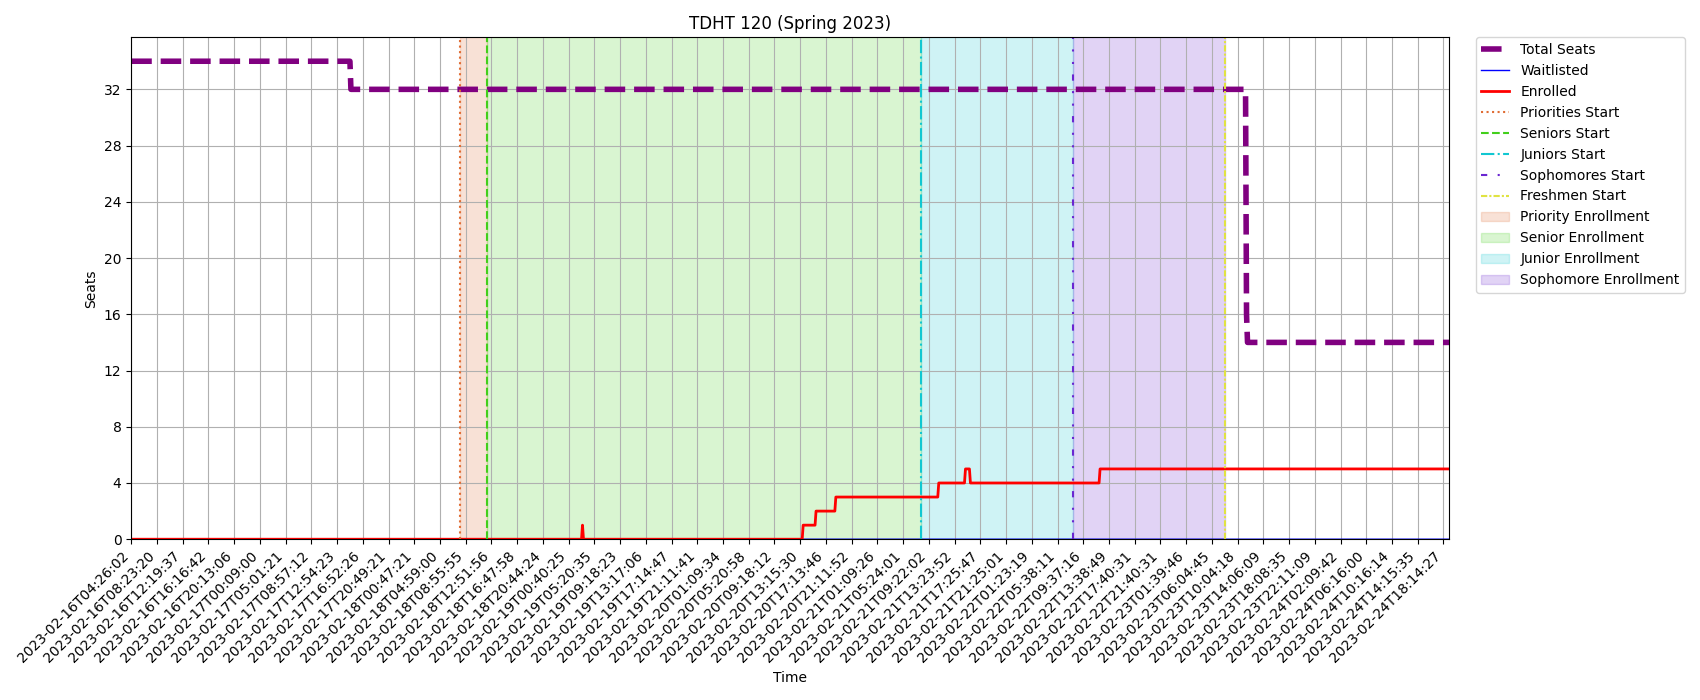 TDHT 120 (Spring 2023)
Seats
32
28
24
20
16
12
8
4
0
Total Seats
Waitlisted
Enrolled
Priorities Start
Seniors Start
Juniors Start
Sophomores Start
Freshmen Start
Priority Enrollment
Senior Enrollment
Junior Enrollment
Sophomore Enrollment
2023-02-16T04:26:02
2023-02-16T08:23:20
2023-02-16T12:19:37
2023-02-16T16:16:42
2023-02-16T20:13:06
2023-02-17T00:09:00
2023-02-17T05:01:21
2023-02-17T08:57:12
2023-02-17T12:54:23
2023-02-17T16:52:26
2023-02-17T20:49:21
2023-02-18T00:47:21
2023-02-18T04:59:00
2023-02-18T08:55:55
2023-02-18T12:51:56
2023-02-18T16:47:58
2023-02-18T20:44:24
2023-02-19T00:40:25
2023-02-19T05:20:35
2023-02-19T09:18:23
2023-02-19T13:17:06
2023-02-19T17:14:47
2023-02-19T21:11:41
2023-02-20T01:09:34
2023-02-20T05:20:58
2023-02-20T09:18:12
2023-02-20T13:15:30
2023-02-20T17:13:46
2023-02-20T21:11:52
2023-02-21T01:09:26
2023-02-21T05:24:01
2023-02-21T09:22:02
2023-02-21T13:23:52
2023-02-21T17:25:47
2023-02-21T21:25:01
2023-02-22T01:23:19
2023-02-22T05:38:11
2023-02-22T09:37:16
2023-02-22T13:38:49
2023-02-22T17:40:31
2023-02-22T21:40:31
2023-02-23T01:39:46
2023-02-23T06:04:45
2023-02-23T10:04:18
2023-02-23T14:06:09
2023-02-23T18:08:35
2023-02-23T22:11:09
2023-02-24T02:09:42
2023-02-24T06:16:00
2023-02-24T10:16:14
2023-02-24T14:15:35
2023-02-24T18:14:27
Time